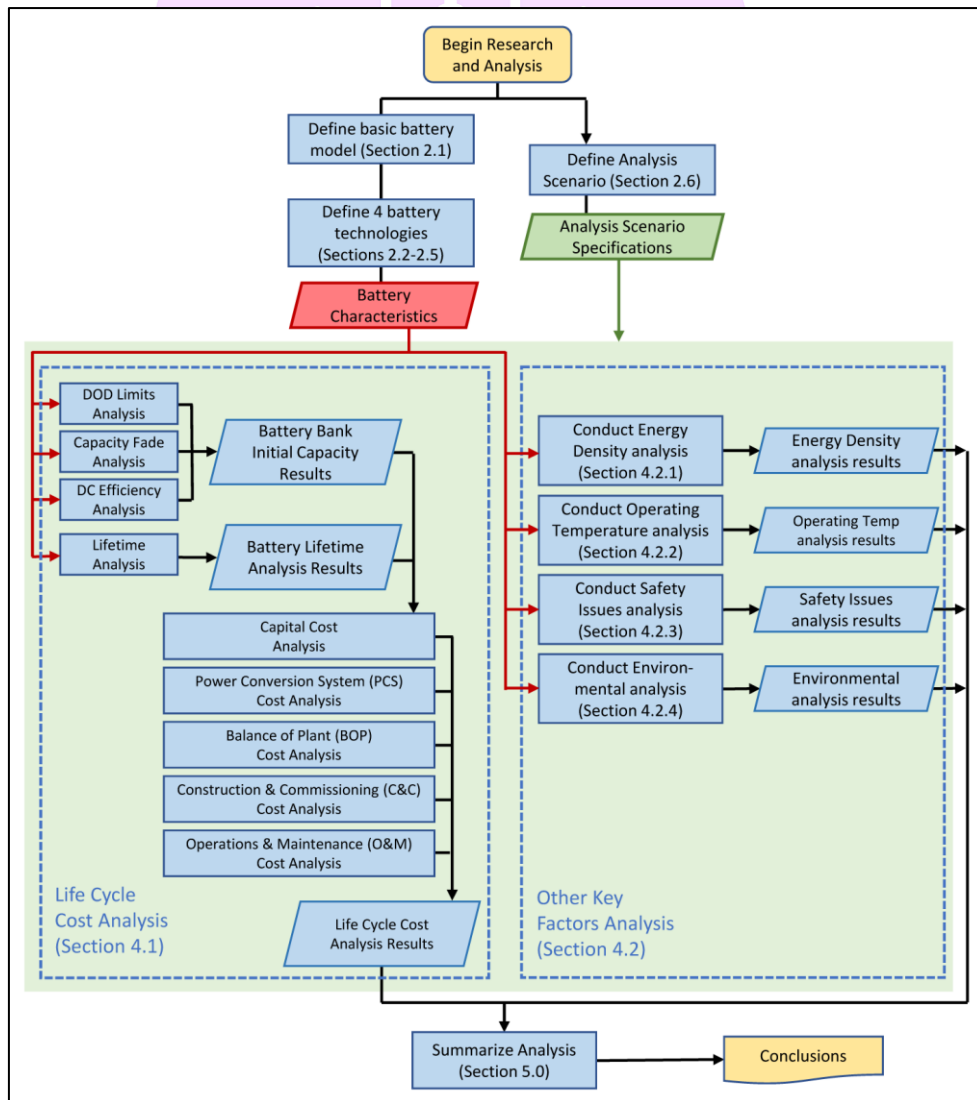 Begin Research
and Analysis
Define basic battery
model (Section 2.1)
Define Analysis
Scenario (Section 2.6)
Define 4 battery
technologies
(Sections 2.2-2.5)
Analysis Scenario
Specifications
Battery
Characteristics
DOD Limits
Analysis
Capacity Fade
Analysis
DC Efficiency
Analysis
Lifetime
Analysis
Battery Bank
Initial Capacity
Results
Battery Lifetime
Analysis Results
Capital Cost
Analysis
Power Conversion System (PCS)
Cost Analysis
Balance of Plant (BOP)
Cost Analysis
Construction & Commissioning (C&C)
Cost Analysis
Operations & Maintenance (O&M)
Cost Analysis
Life Cycle
Cost Analysis
(Section 4.1)
Life Cycle Cost
Analysis Results
Conduct Energy
Density analysis
(Section 4.2.1)
Energy Density
analysis results
Conduct Operating
Temperature analysis
(Section 4.2.2)
Operating Temp
analysis results
Conduct Safety
Issues analysis
(Section 4.2.3)
Safety Issues
analysis results
Conduct Environ-
mental analysis
(Section 4.2.4)
Environmental
analysis results
Other Key
Factors Analysis
(Section 4.2)
Summarize Analysis
(Section 5.0)
Conclusions